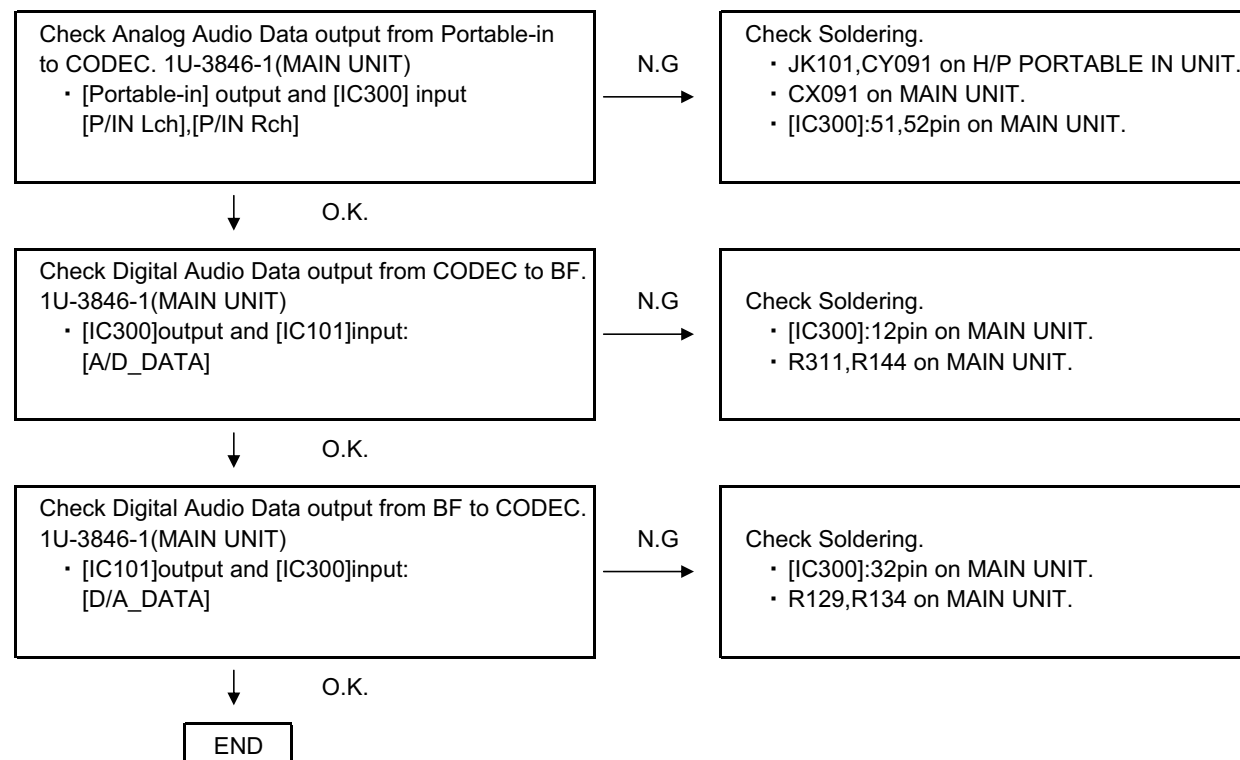 Check Analog Audio Data output from Portable-in
to CODEC. 1U-3846-1(MAIN UNIT)
・[Portable-in] output and [IC300] input
[P/IN Lch],[P/IN Rch]
N.G
Check Soldering.
・JK101,CY091 on H/P PORTABLE IN UNIT.
・CX091 on MAIN UNIT.
・[IC300]:51,52pin on MAIN UNIT.
O.K.
Check Digital Audio Data output from CODEC to BF.
1U-3846-1(MAIN UNIT)
・[IC300]output and [IC101]input:
[A/D_DATA]
N.G
Check Soldering.
・[IC300]:12pin on MAIN UNIT.
・R311,R144 on MAIN UNIT.
O.K.
Check Digital Audio Data output from BF to CODEC.
1U-3846-1(MAIN UNIT)
・[IC101]output and [IC300]input:
[D/A_DATA]
N.G
Check Soldering.
・[IC300]:32pin on MAIN UNIT.
・R129,R134 on MAIN UNIT.
O.K.
END